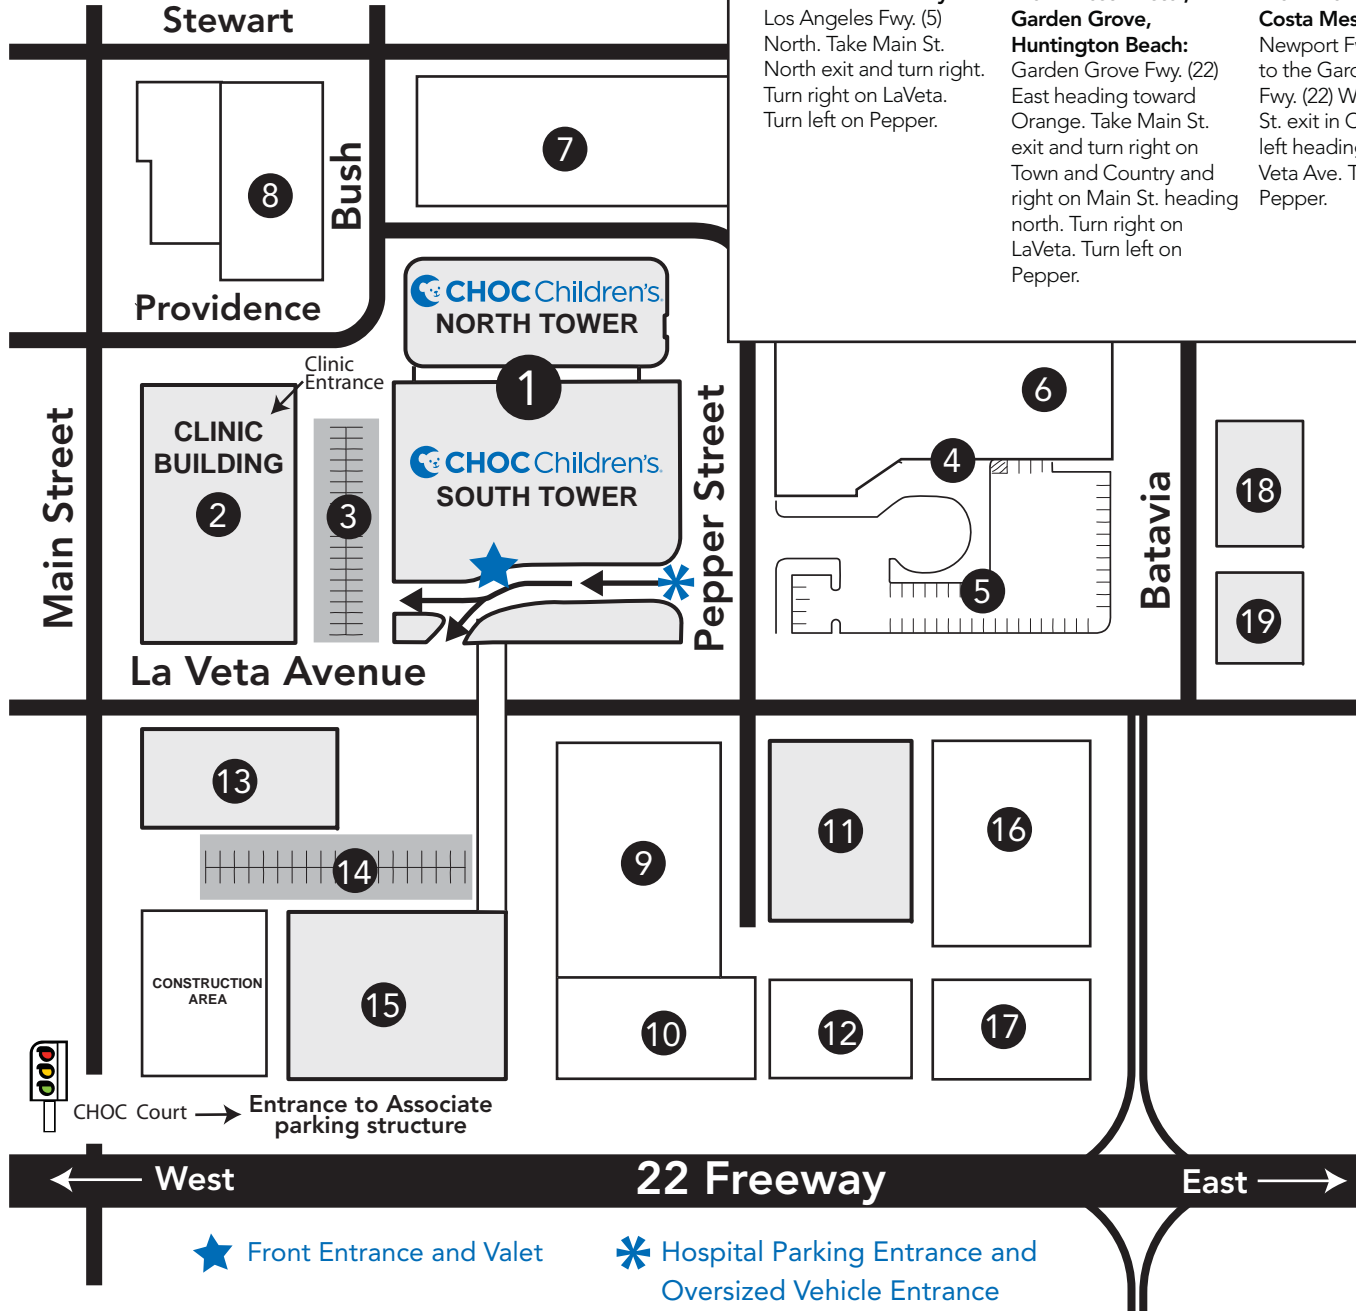 Stewart
Los Angeles Fwy. (5)
North. Take Main St.
North exit and turn right.
Turn right on LaVeta.
Turn left on Pepper.
Garden Grove,
Huntington Beach:
Garden Grove Fwy. (22)
East heading toward
Orange. Take Main St.
exit and turn right on
Town and Country and
right on Main St. heading
north. Turn right on
LaVeta. Turn left on
Pepper.
Costa Mes
Newport F
to the Gard
Fwy. (22) W
St. exit in
left heading
Veta Ave. T
Pepper.
7
8
Bush
Providence
CHOC Children's
NORTH TOWER
1
Clinic
Entrance
CLINIC
BUILDING
2
3
CHOC Children's
SOUTH TOWER
Main Street
Pepper Street
6
4
5
Batavia
18
19
La Veta Avenue
13
14
9
11
16
CONSTRUCTION
AREA
15
10
12
17
CHOC Court
Entrance to Associate
parking structure
West
22 Freeway
East
Front Entrance and Valet
Hospital Parking Entrance and
Oversized Vehicle Entrance